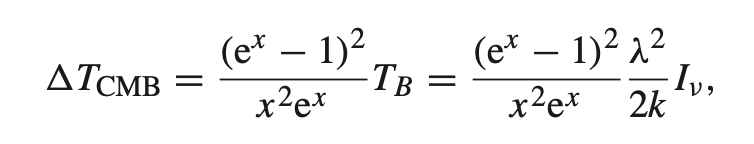 ΔT_CMB = (e^x − 1)^2 / x^2 e^x T_B = (e^x − 1)^2 / x^2 e^x λ^2 / 2k I_ν,